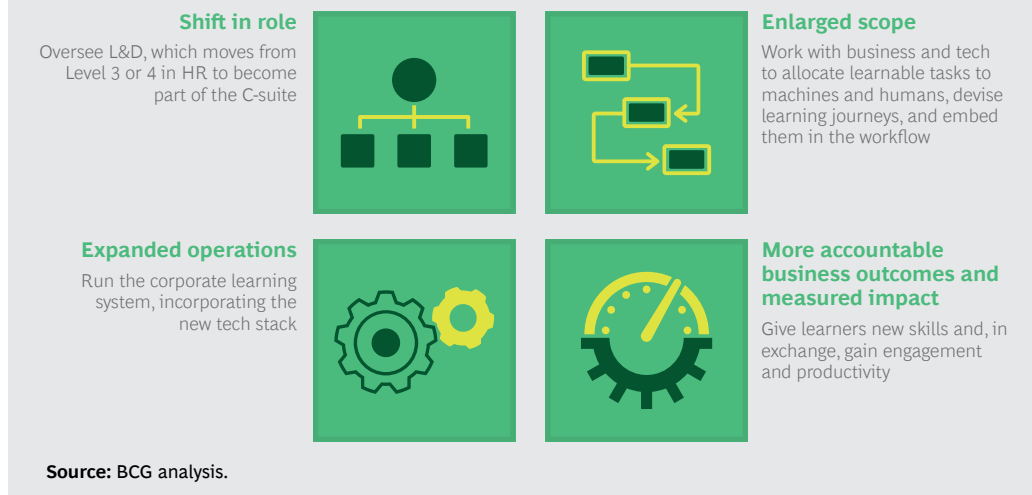 Shift in role
Oversee L&D, which moves from
Level 3 or 4 in HR to become
part of the C-suite
Enlarged scope
Work with business and tech
to allocate learnable tasks to
machines and humans, devise
learning journeys, and embed
them in the workflow
Expanded operations
Run the corporate learning
system, incorporating the
new tech stack
More accountable
business outcomes and
measured impact
Give learners new skills and, in
exchange, gain engagement
and productivity
Source: BCG analysis.